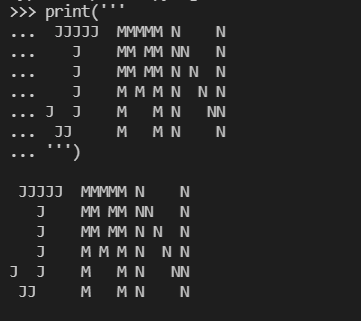 >>> print('''
...  JJJJJ  MMMMM N    N
...    J    MM MM NN   N
...    J    MM MM N N  N
...    J    M M M N  N N
... J  J    M   M N   NN
...  JJ     M   M N    N
... ''')

 JJJJJ  MMMMM N    N
   J    MM MM NN   N
   J    MM MM N N  N
   J    M M M N  N N
J  J    M   M N   NN
 JJ     M   M N    N